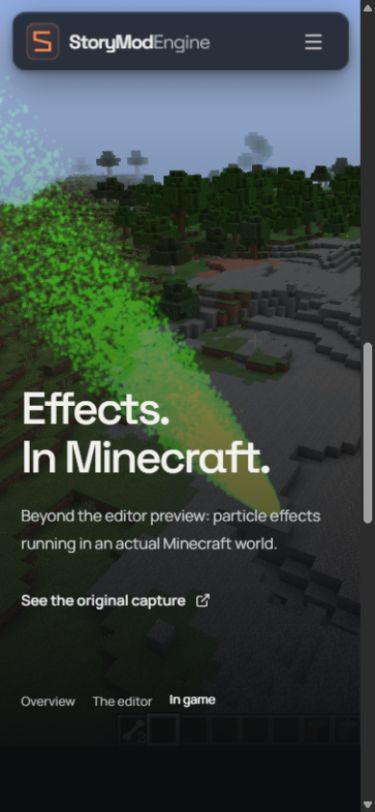 StoryModEngine
Effects.
In Minecraft.
Beyond the editor preview: particle effects
running in an actual Minecraft world.
See the original capture
Overview The editor In game